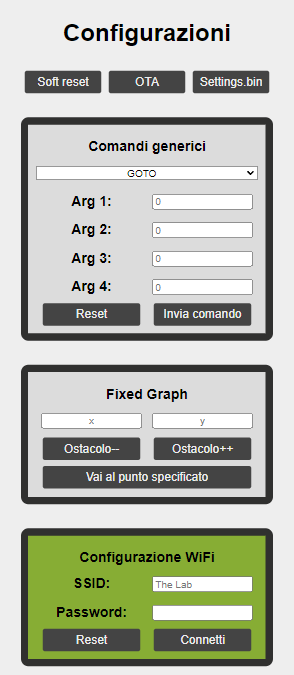 Configurazioni
Soft reset OTA Settings.bin
Comandi generici
GOTO
Arg 1: 0
Arg 2: 0
Arg 3: 0
Arg 4: 0
Reset Invia comando
Fixed Graph
x y
Ostacolo-- Ostacolo++
Vai al punto specificato
Configurazione WiFi
SSID: The Lab
Password:
Reset Connetti